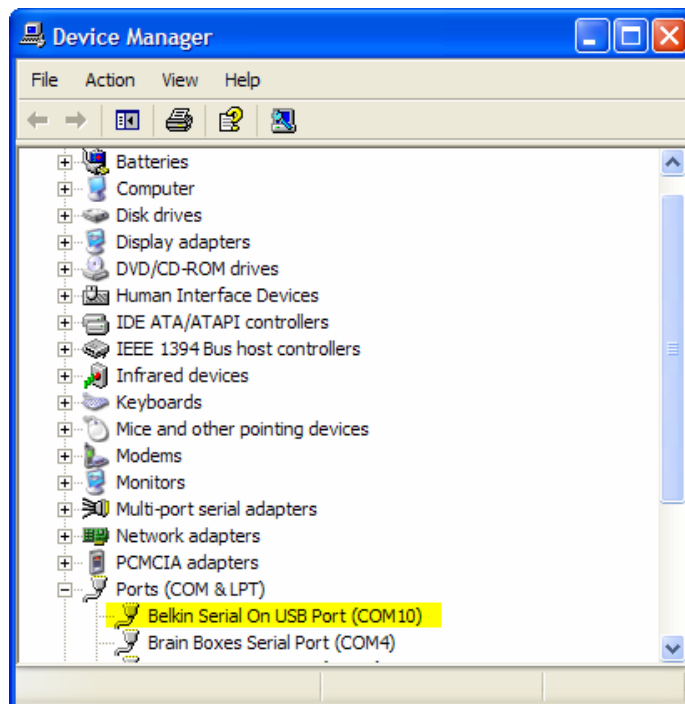 Device Manager
File Action View Help
Batteries
Computer
Disk drives
Display adapters
DVD/CD-ROM drives
Human Interface Devices
IDE ATA/ATAPI controllers
IEEE 1394 Bus host controllers
Infrared devices
Keyboards
Mice and other pointing devices
Modems
Monitors
Multi-port serial adapters
Network adapters
PCMCIA adapters
Ports (COM & LPT)
Belkin Serial On USB Port (COM10)
Brain Boxes Serial Port (COM4)